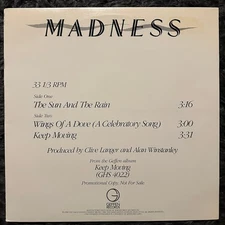 MADNESS
33 1/3 RPM
Side One:
The Sun And The Rain 3:16
Side Two:
Wings Of A Dove (A Celebratory Song) 3:00
Keep Moving 3:31
Produced by Clive Langer and Alan Winstanley
From the Geffen album
Keep Moving
(GHS 4022)
Promotional Copy, Not For Sale